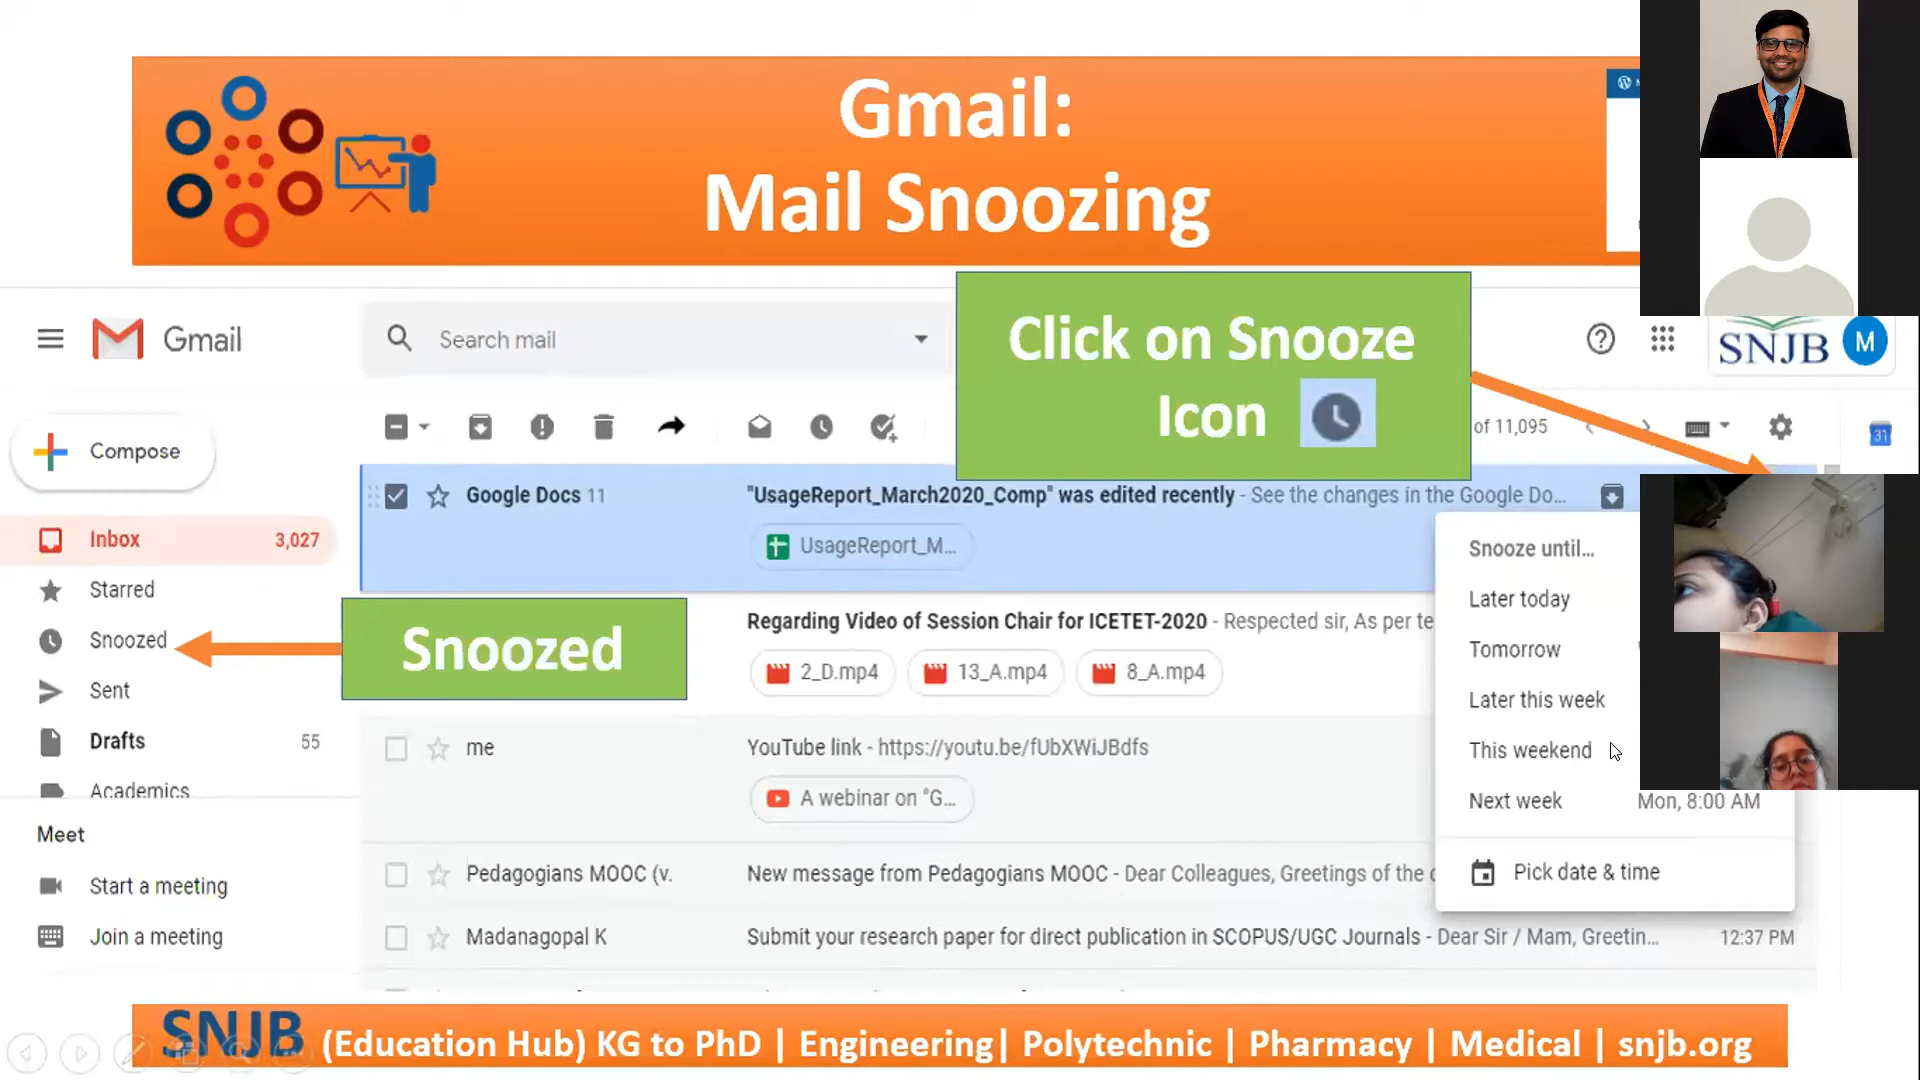 Gmail:
Mail Snoozing
Click on Snooze
Icon
Gmail
Search mail
SNJB
M
of 11,095
31
Compose
Google Docs 11
"UsageReport_March2020_Comp" was edited recently - See the changes in the Google Do...
UsageReport_M...
Inbox 3,027
Starred
Snoozed
Sent
Drafts 55
Academics
Snoozed
Regarding Video of Session Chair for ICETET-2020 - Respected sir, As per te
2_D.mp4
13_A.mp4
8_A.mp4
me
YouTube link - https://youtu.be/fUbXWiJBdfs
A webinar on "G...
Snooze until...
Later today
Tomorrow
Later this week
This weekend
Next week Mon, 8:00 AM
Pick date & time
Meet
Start a meeting
Join a meeting
Pedagogians MOOC (v.
New message from Pedagogians MOOC - Dear Colleagues, Greetings of the
Madanagopal K
Submit your research paper for direct publication in SCOPUS/UGC Journals - Dear Sir / Mam, Greetin...
12:37 PM
SNJB (Education Hub) KG to PhD | Engineering| Polytechnic | Pharmacy | Medical | snjb.org